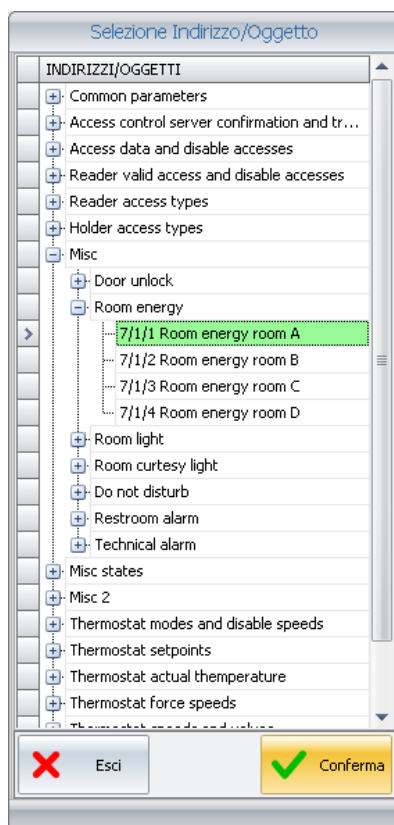 Selezione Indirizzo/Oggetto
INDIRIZZI/OGGETTI
Common parameters
Access control server confirmation and tr...
Access data and disable accesses
Reader valid access and disable accesses
Reader access types
Holder access types
Misc
Door unlock
Room energy
7/1/1 Room energy room A
7/1/2 Room energy room B
7/1/3 Room energy room C
7/1/4 Room energy room D
Room light
Room curtesy light
Do not disturb
Restroom alarm
Technical alarm
Misc states
Misc 2
Thermostat modes and disable speeds
Thermostat setpoints
Thermostat actual themperature
Thermostat force speeds
Thermostat speeds and valves
Esci
Conferma